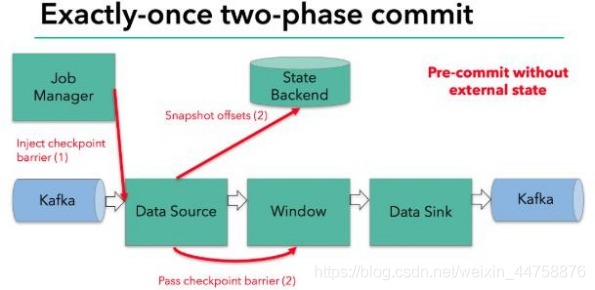 Exactly-once two-phase commit
Job
Manager
State
Backend
Pre-commit without
external state
Snapshot offsets (2)
Inject checkpoint
barrier (1)
Kafka
Data Source
Window
Data Sink
Kafka
Pass checkpoint barrier (2)
https://blog.csdn.net/weixin_44758876